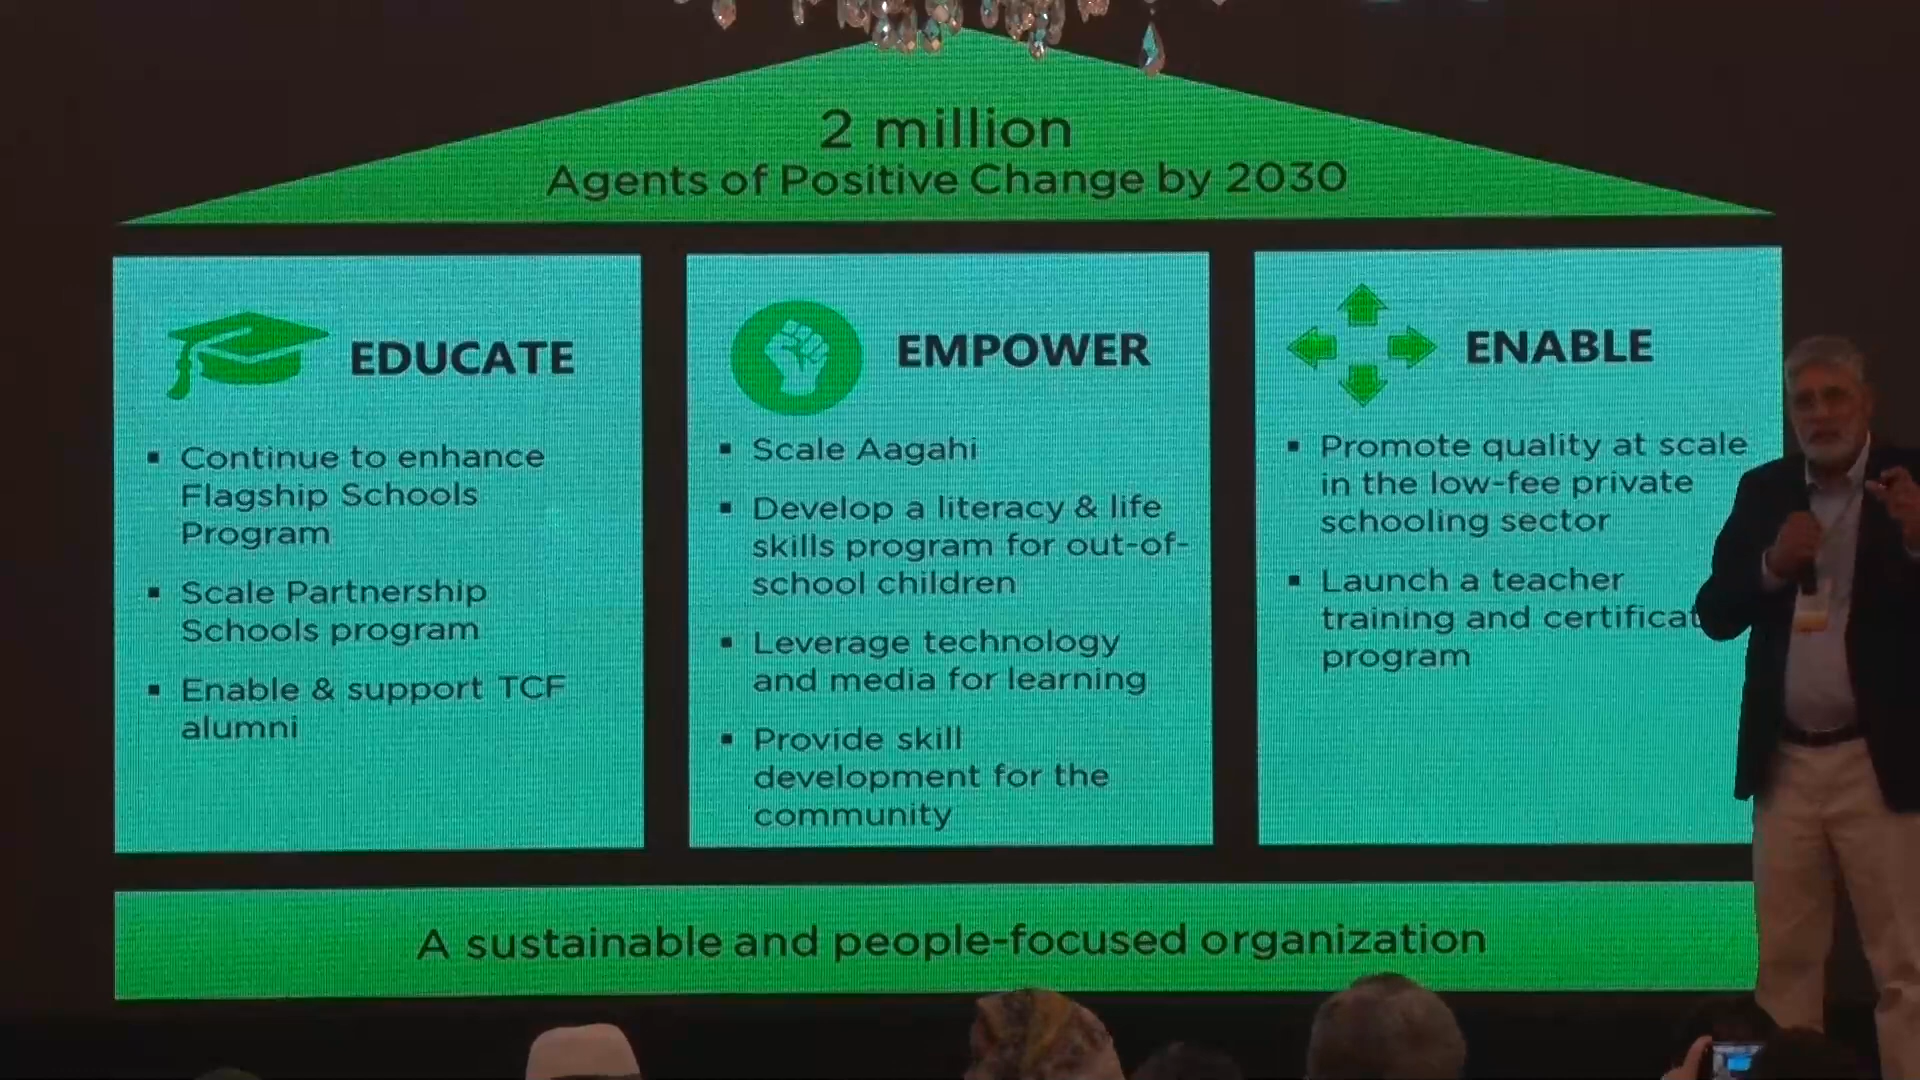 2 million
Agents of Positive Change by 2030
EDUCATE
▪ Continue to enhance
Flagship Schools
Program
▪ Scale Partnership
Schools program
▪ Enable & support TCF
alumni
EMPOWER
▪ Scale Aagahi
▪ Develop a literacy & life
skills program for out-of-
school children
▪ Leverage technology
and media for learning
▪ Provide skill
development for the
community
ENABLE
▪ Promote quality at scale
in the low-fee private
schooling sector
▪ Launch a teacher
training and
program
A sustainable and people-focused organization